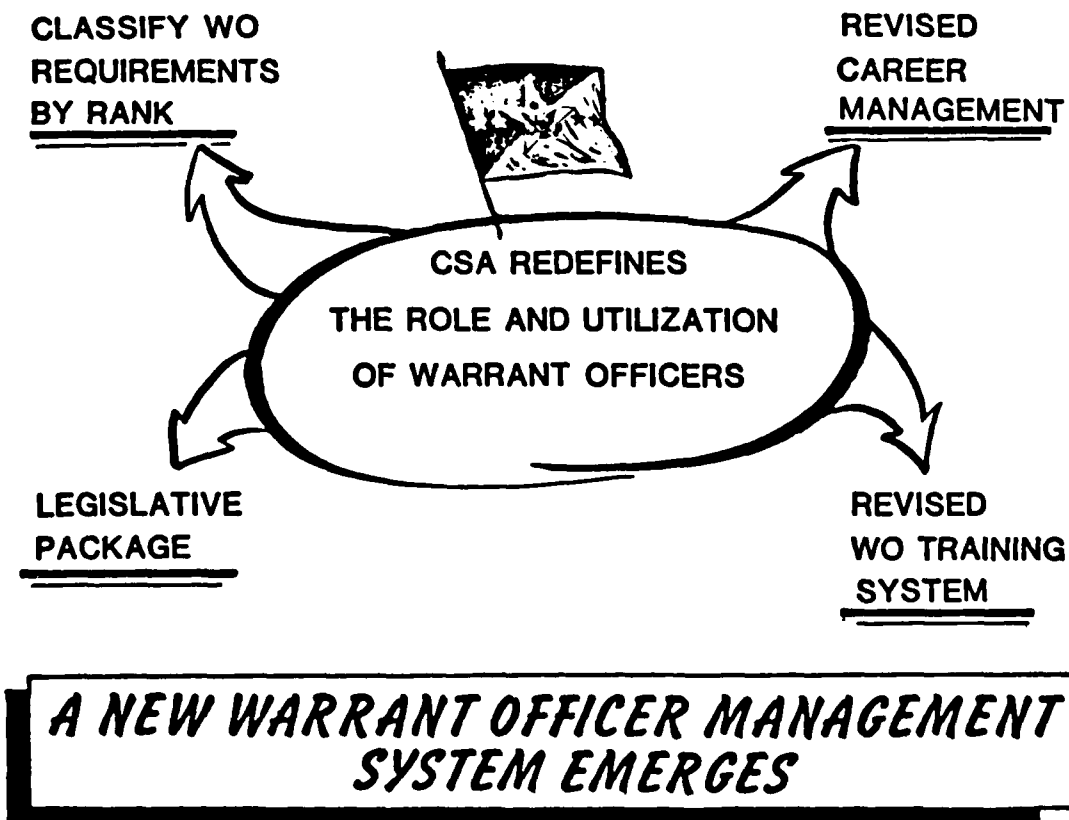 CLASSIFY WO
REQUIREMENTS
BY RANK
REVISED
CAREER
MANAGEMENT
CSA REDEFINES
THE ROLE AND UTILIZATION
OF WARRANT OFFICERS
LEGISLATIVE
PACKAGE
REVISED
WO TRAINING
SYSTEM
A NEW WARRANT OFFICER MANAGEMENT
SYSTEM EMERGES